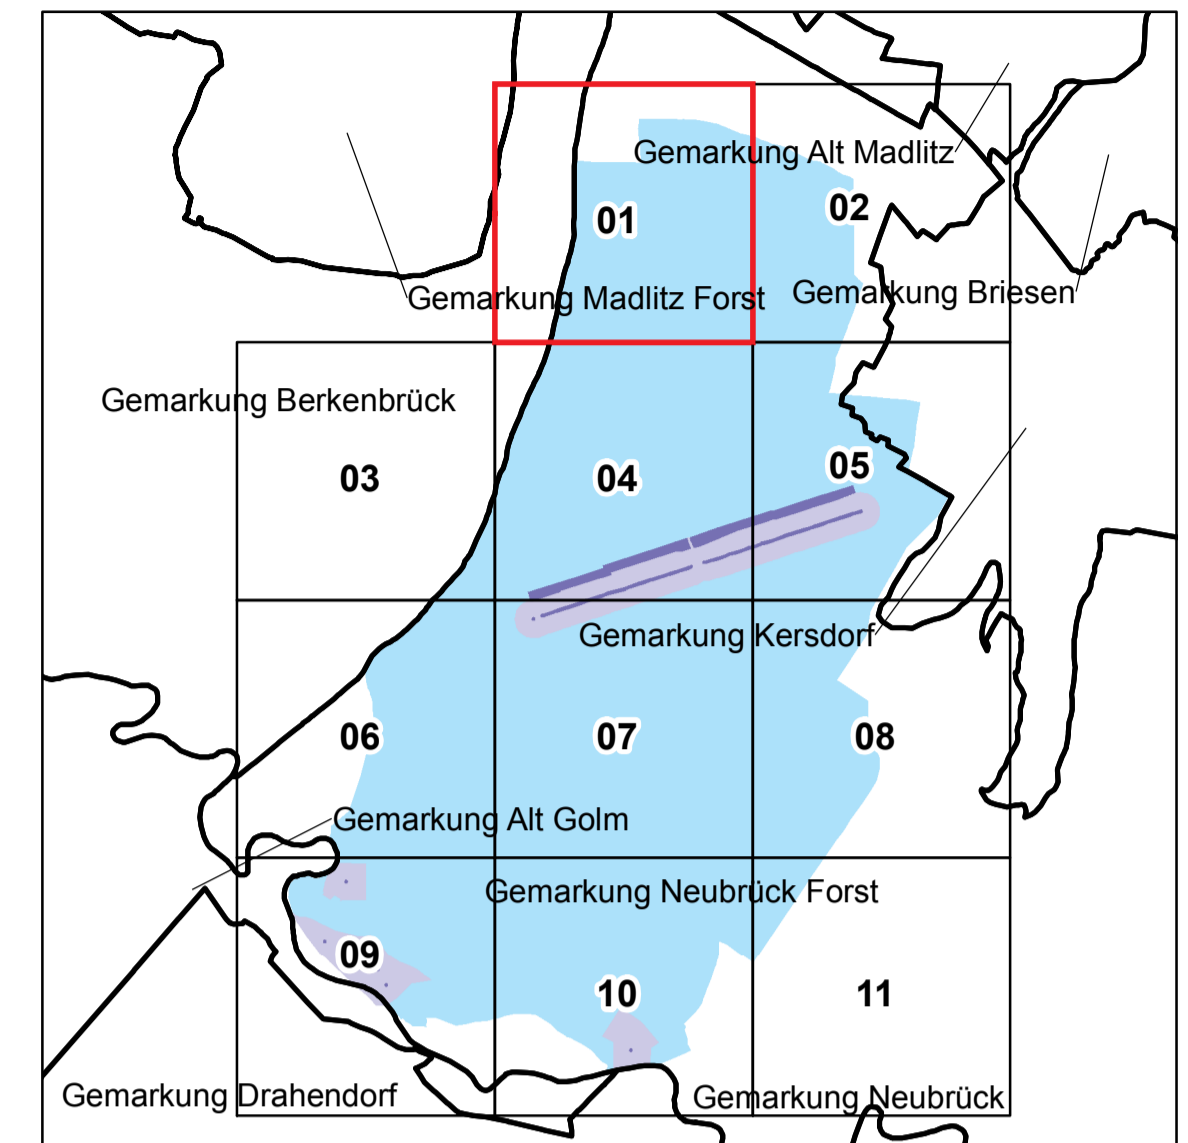 Gemarkung Alt Madlitz
01
02
Gemarkung Madlitz Forst
Gemarkung Briesen
Gemarkung Berkenbrück
03
04
05
Gemarkung Kersdorf
06
07
08
Gemarkung Alt Golm
Gemarkung Neubrück Forst
09
10
11
Gemarkung Drahendorf
Gemarkung Neubrück